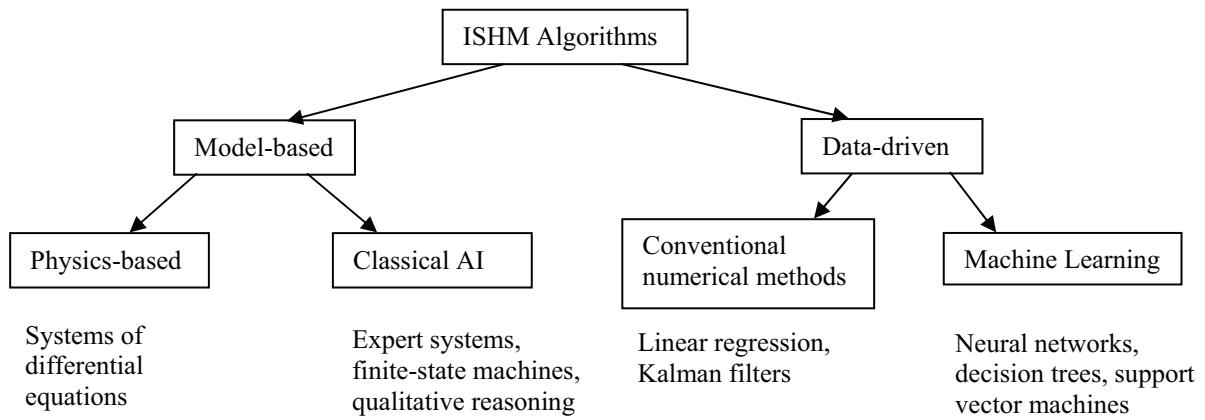 ISHM Algorithms
Model-based
Data-driven
Physics-based
Classical AI
Conventional
numerical methods
Machine Learning
Systems of
differential
equations
Expert systems,
finite-state machines,
qualitative reasoning
Linear regression,
Kalman filters
Neural networks,
decision trees, support
vector machines